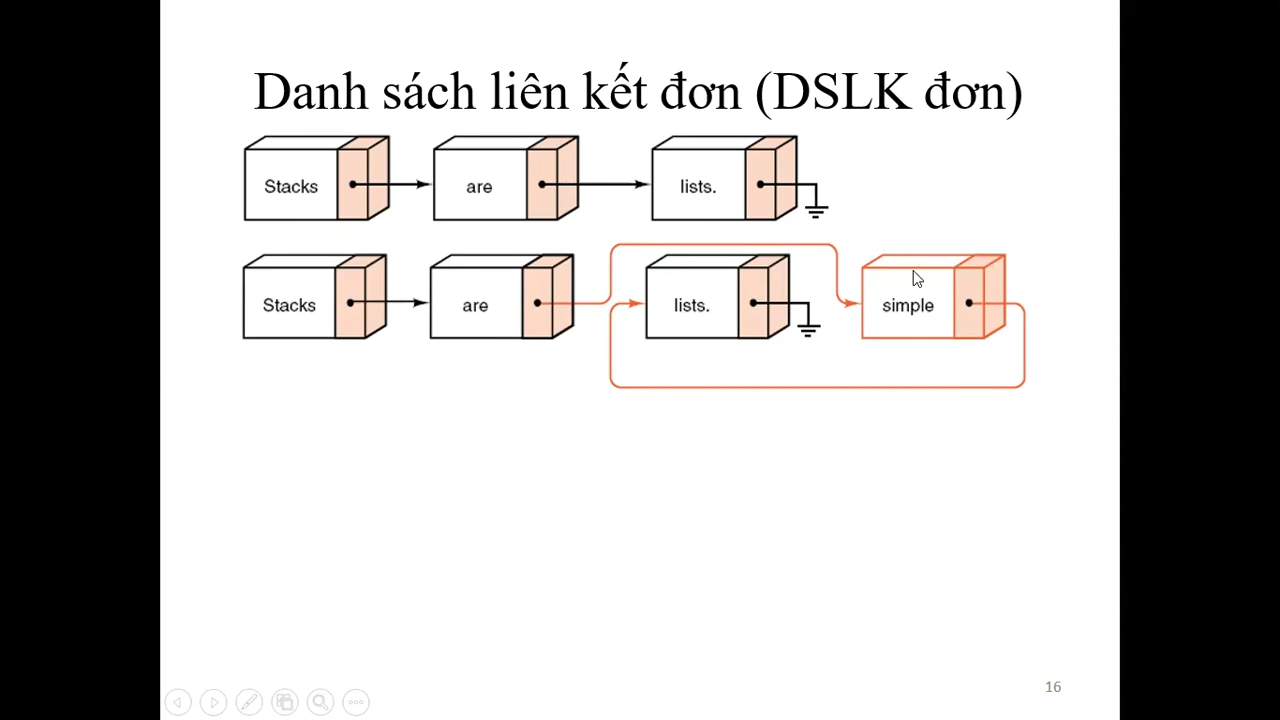 Danh sách liên kết đơn (DSLK đơn)
Stacks are lists.
Stacks are lists. simple
16